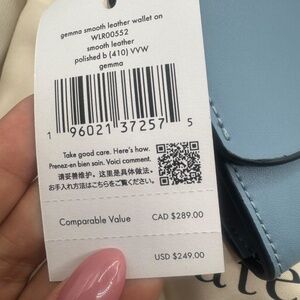 gemma smooth leather wallet on
WLR00552
smooth leather
polished b (410) VVW
gemma
1 96021 37257 5
Take good care. Here's how.
Prenez-en bien soin. Voici comment.
请妥善维护。这里是具体做法。
お手入れ方法はこちらをご覧ください。
Comparable Value CAD $289.00
USD $249.00
ate